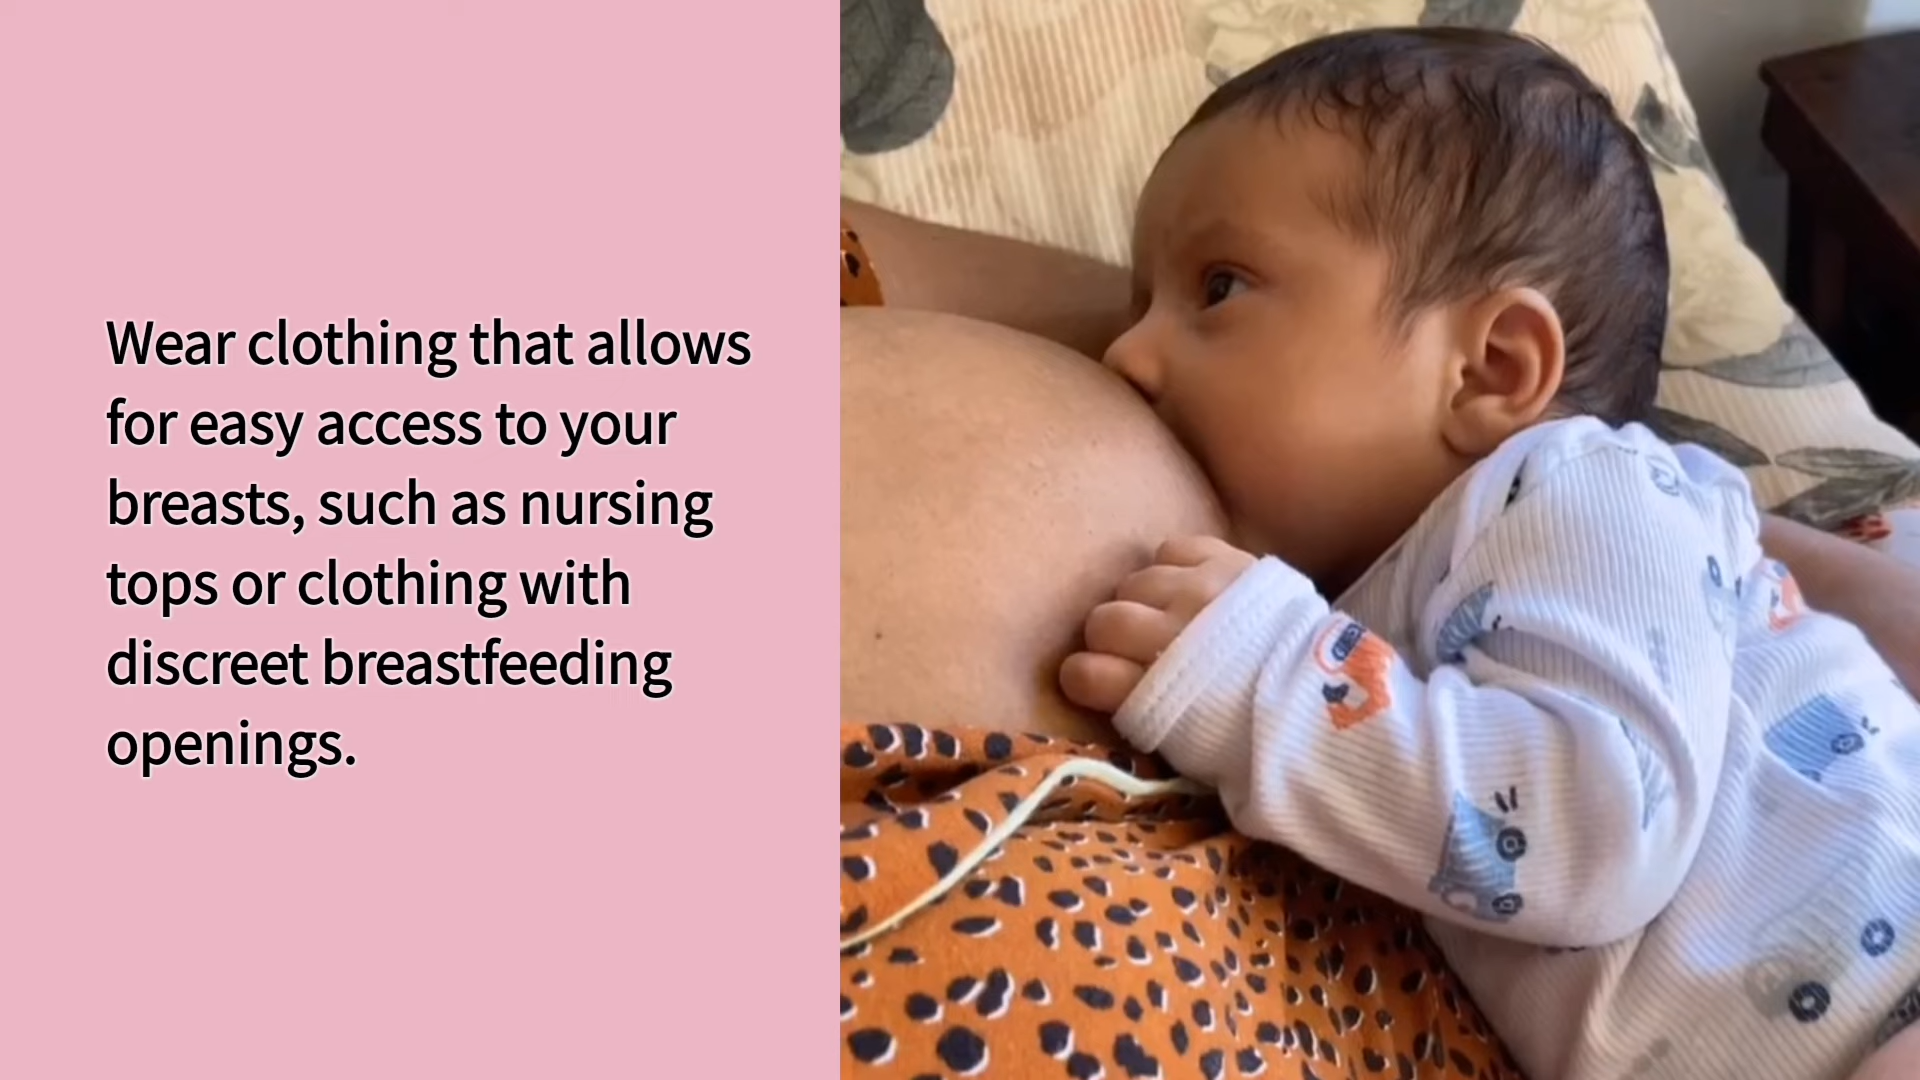 Wear clothing that allows
for easy access to your
breasts, such as nursing
tops or clothing with
discreet breastfeeding
openings.